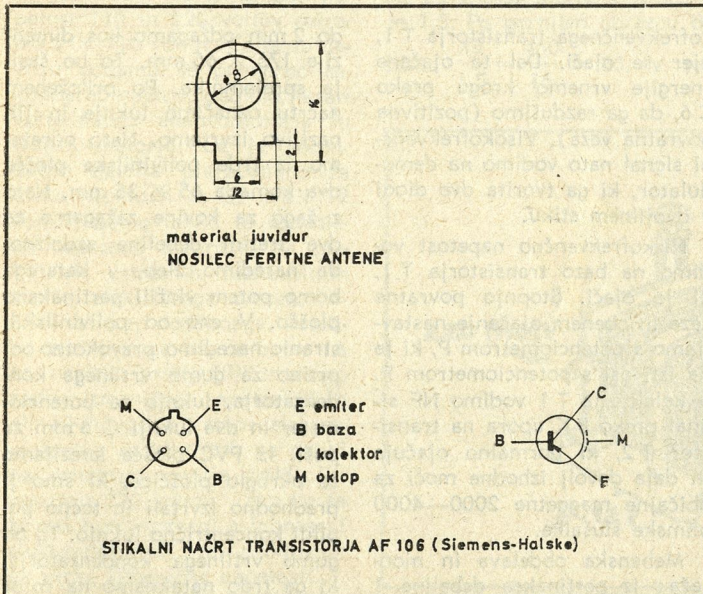 ø 8
16
2
6
12
material juvidur
NOSILEC FERITNE ANTENE
M E
C B
E emiter
B baza
C kolektor
M oklop
C
B M
E
STIKALNI NAČRT TRANSISTORJA AF 106 (Siemens-Halske)